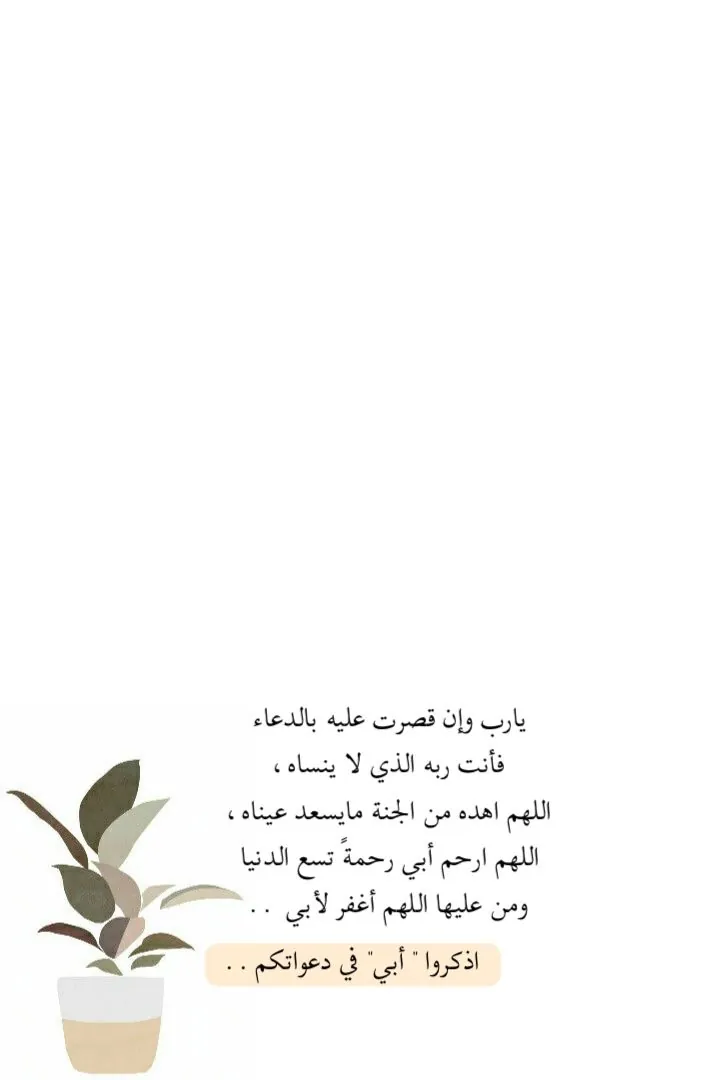 يارب وإن قصرت عليه بالدعاء
فأنت ربه الذي لا ينساه ،
اللهم اهده من الجنة مايسعد عيناه ،
اللهم ارحم أبي رحمةً تسع الدنيا
ومن عليها اللهم أغفر لأبي . .
اذكروا " أبي" في دعواتكم . .